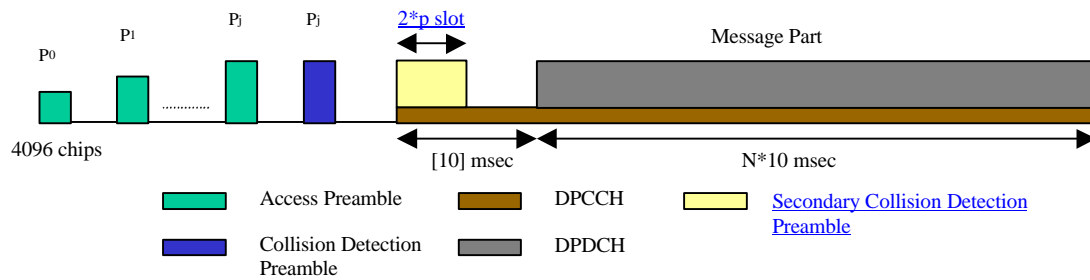 2*p slot
Pj
Pj
P1
P0
Message Part
.............
4096 chips
[10] msec
N*10 msec
Access Preamble
DPCCH
Secondary Collision Detection
Preamble
Collision Detection
Preamble
DPDCH